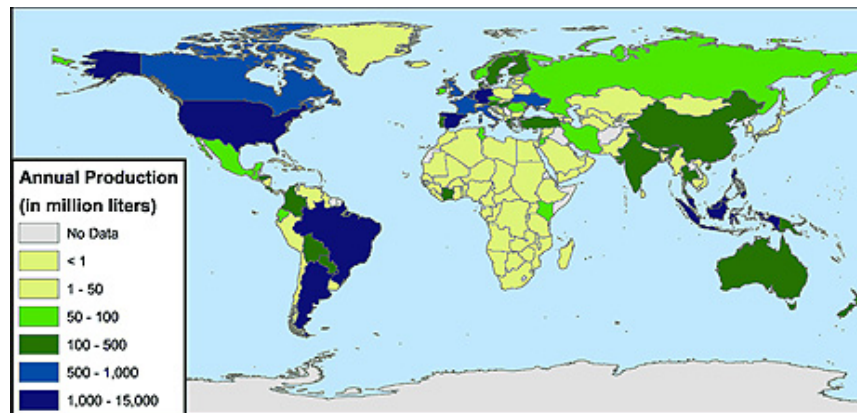 Annual Production
(in million liters)
No Data
< 1
1 - 50
50 - 100
100 - 500
500 - 1,000
1,000 - 15,000